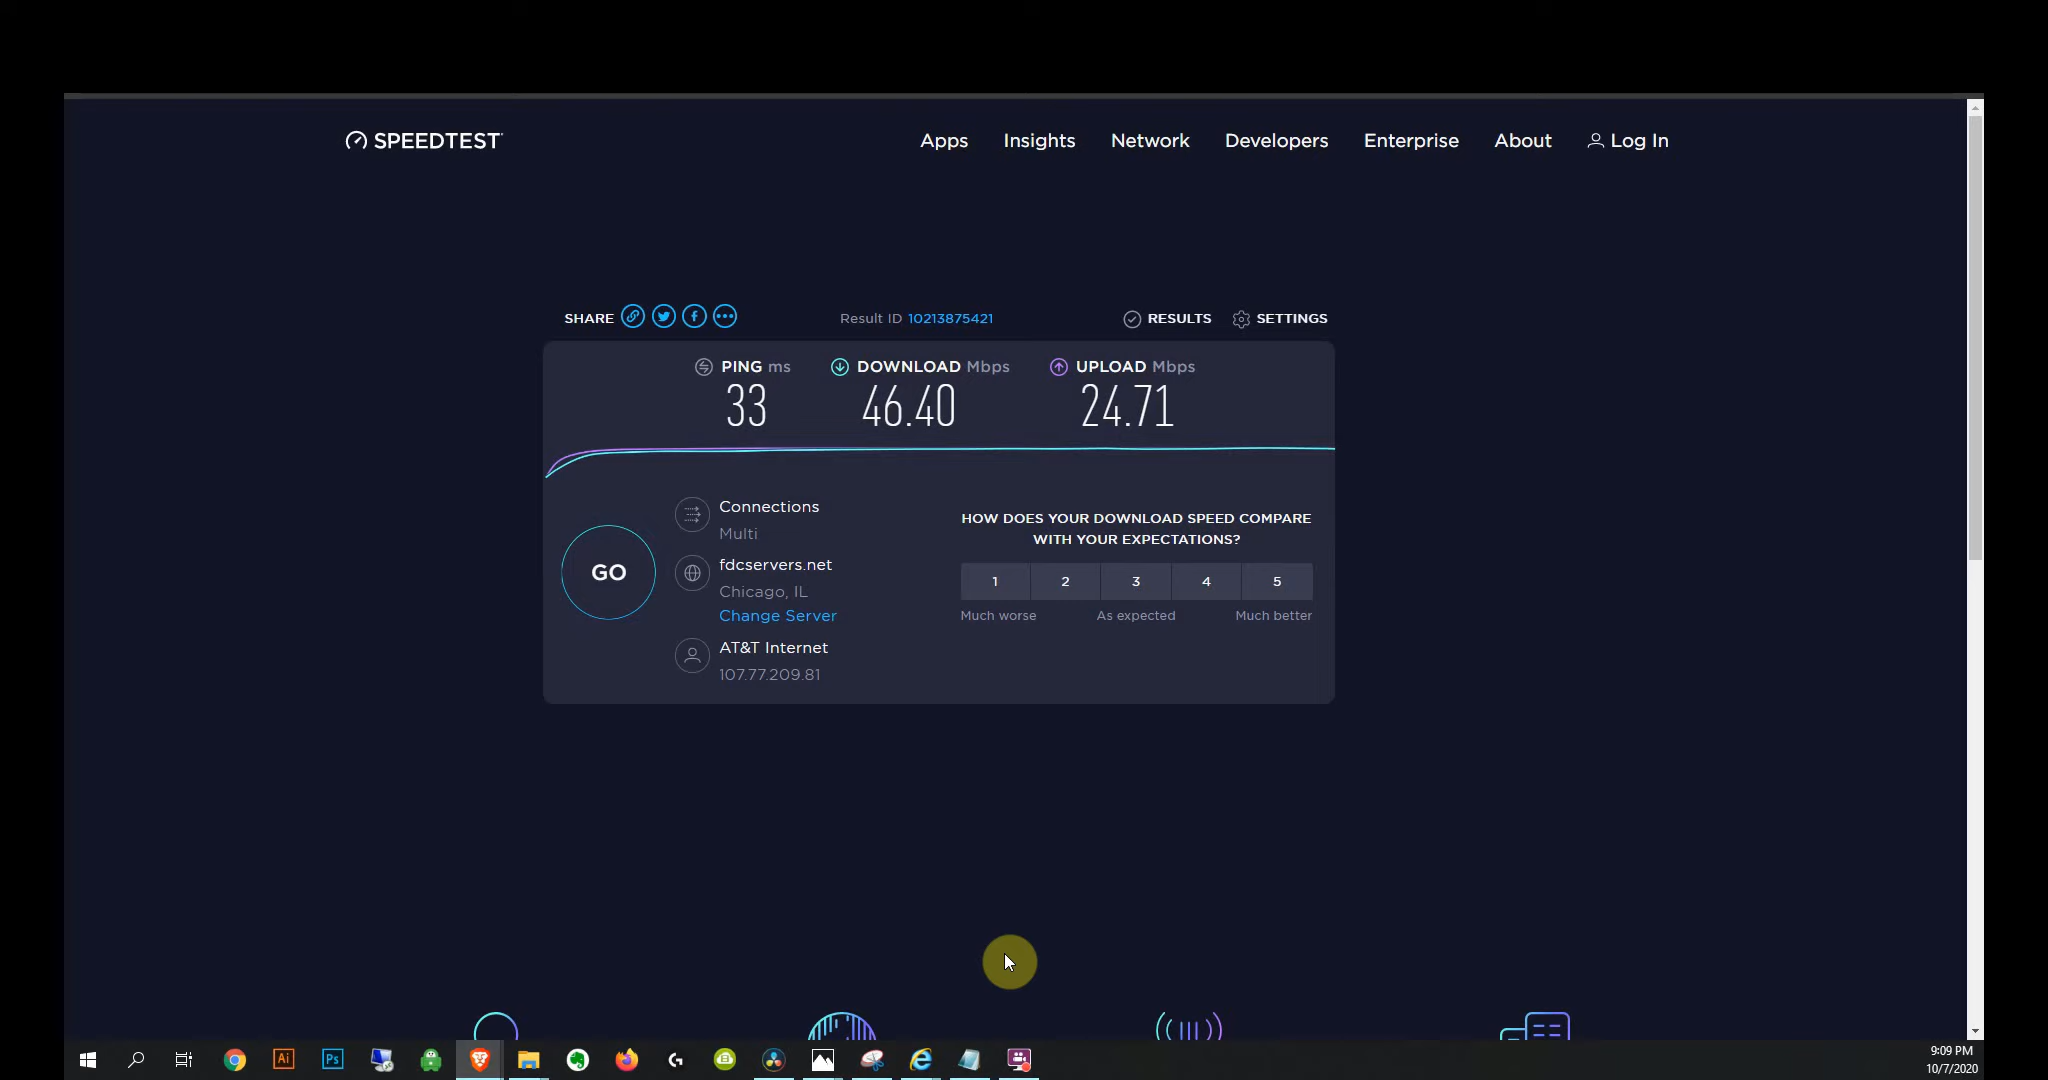 SPEEDTEST
Apps Insights Network Developers Enterprise About Log In
SHARE Result ID 10213875421 RESULTS SETTINGS
PING ms DOWNLOAD Mbps UPLOAD Mbps
33 46.40 24.71
Connections
Multi
HOW DOES YOUR DOWNLOAD SPEED COMPARE
WITH YOUR EXPECTATIONS?
GO
fdcservers.net
Chicago, IL
Change Server
1 2 3 4 5
Much worse As expected Much better
AT&T Internet
107.77.209.81
Ai Ps
9:09 PM
10/7/2020